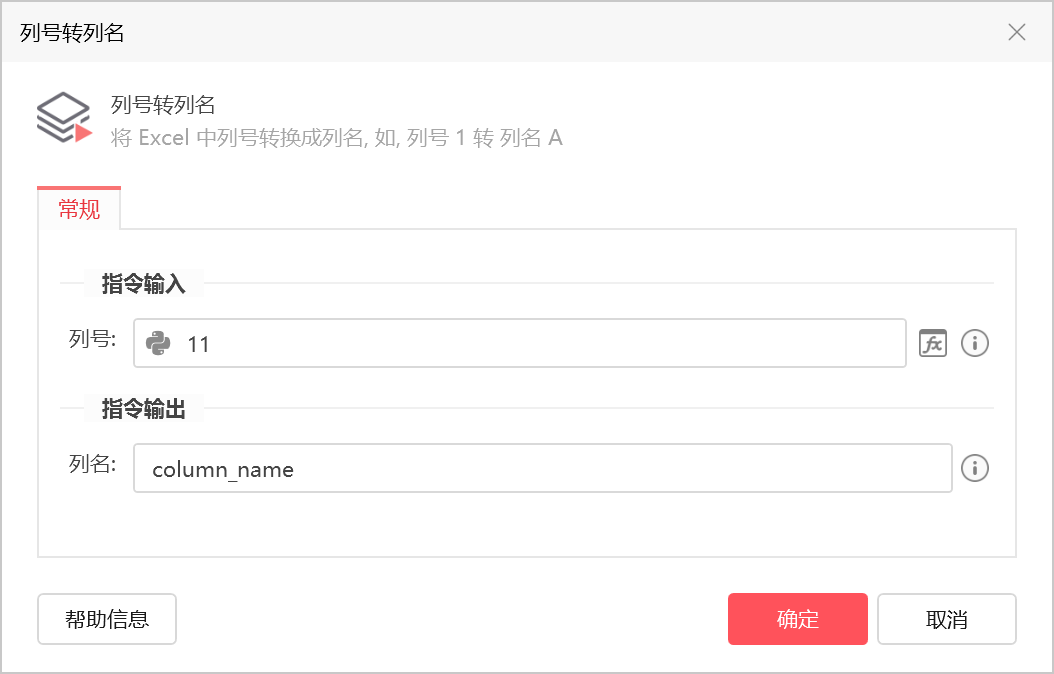 列号转列名
列号转列名
将 Excel 中列号转换成列名, 如, 列号 1 转 列名 A
常规
指令输入
列号: 11
指令输出
列名: column_name
帮助信息 确定 取消